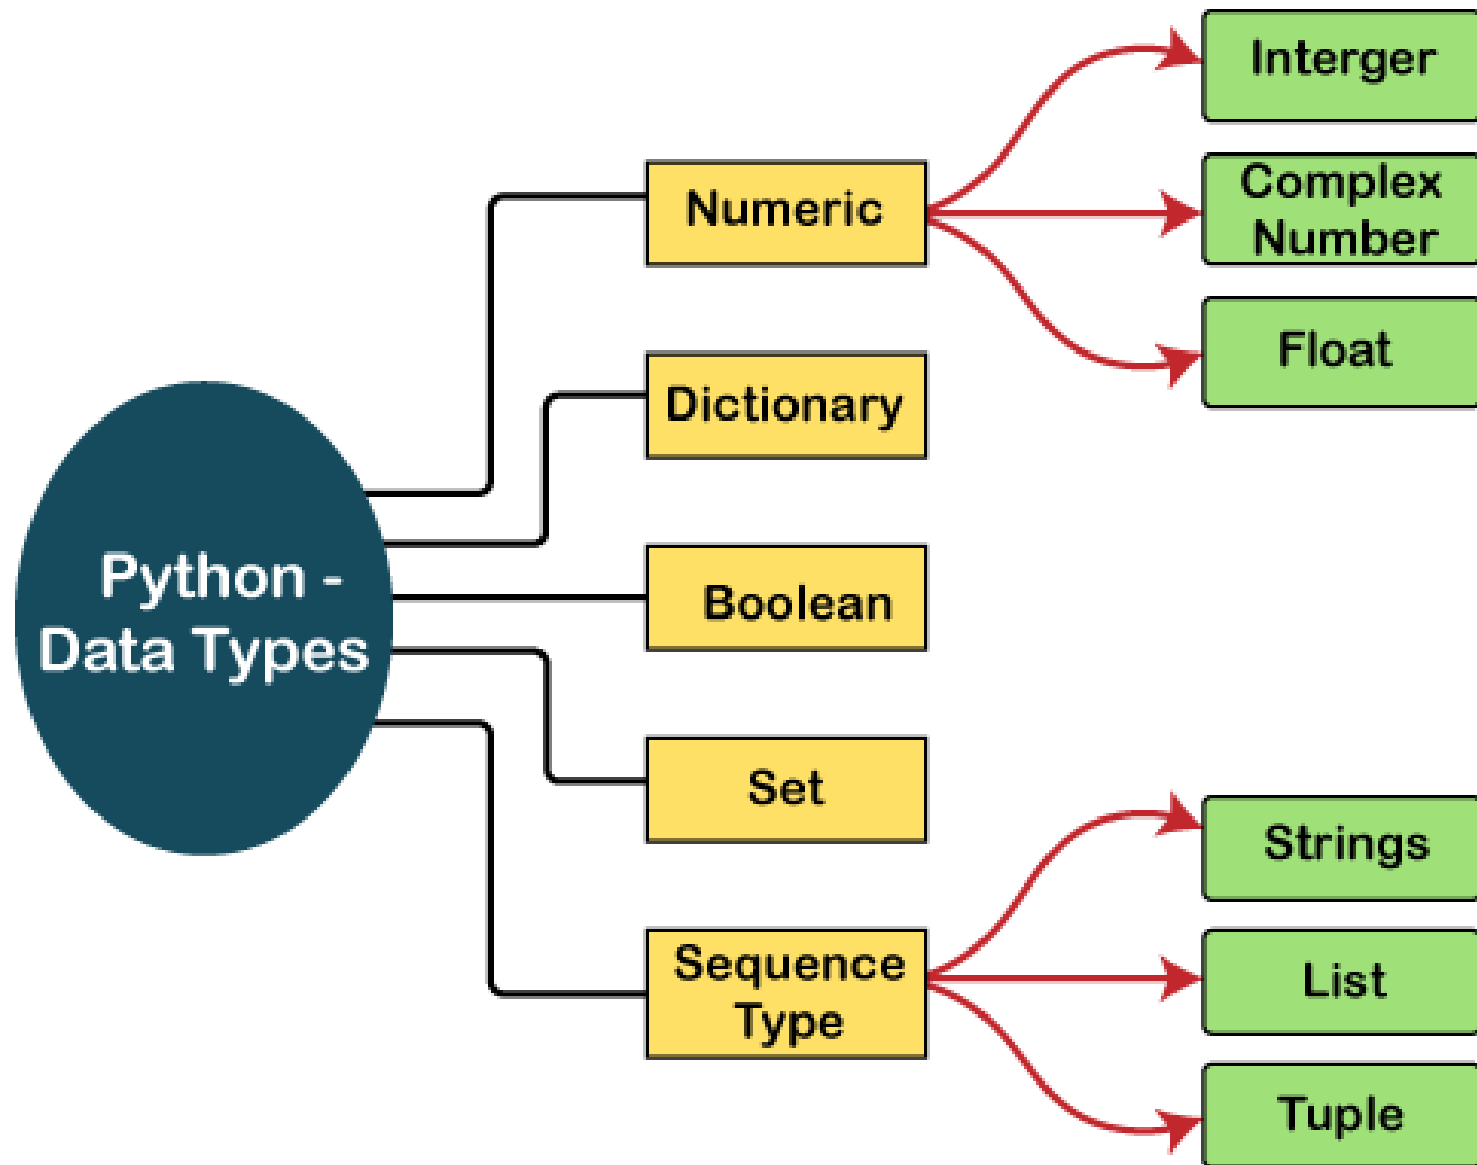 Python -
Data Types
Numeric
Dictionary
Boolean
Set
Sequence
Type
Interger
Complex
Number
Float
Strings
List
Tuple